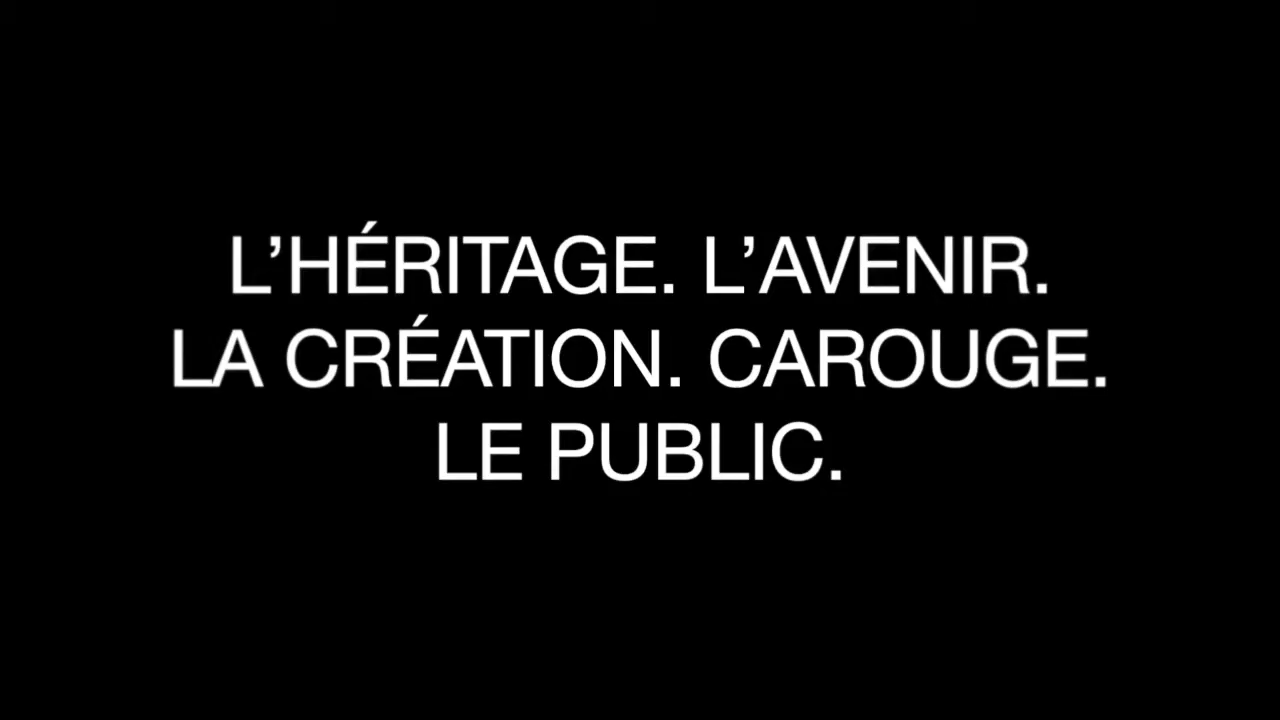 L’HÉRITAGE. L’AVENIR.
LA CRÉATION. CAROUGE.
LE PUBLIC.